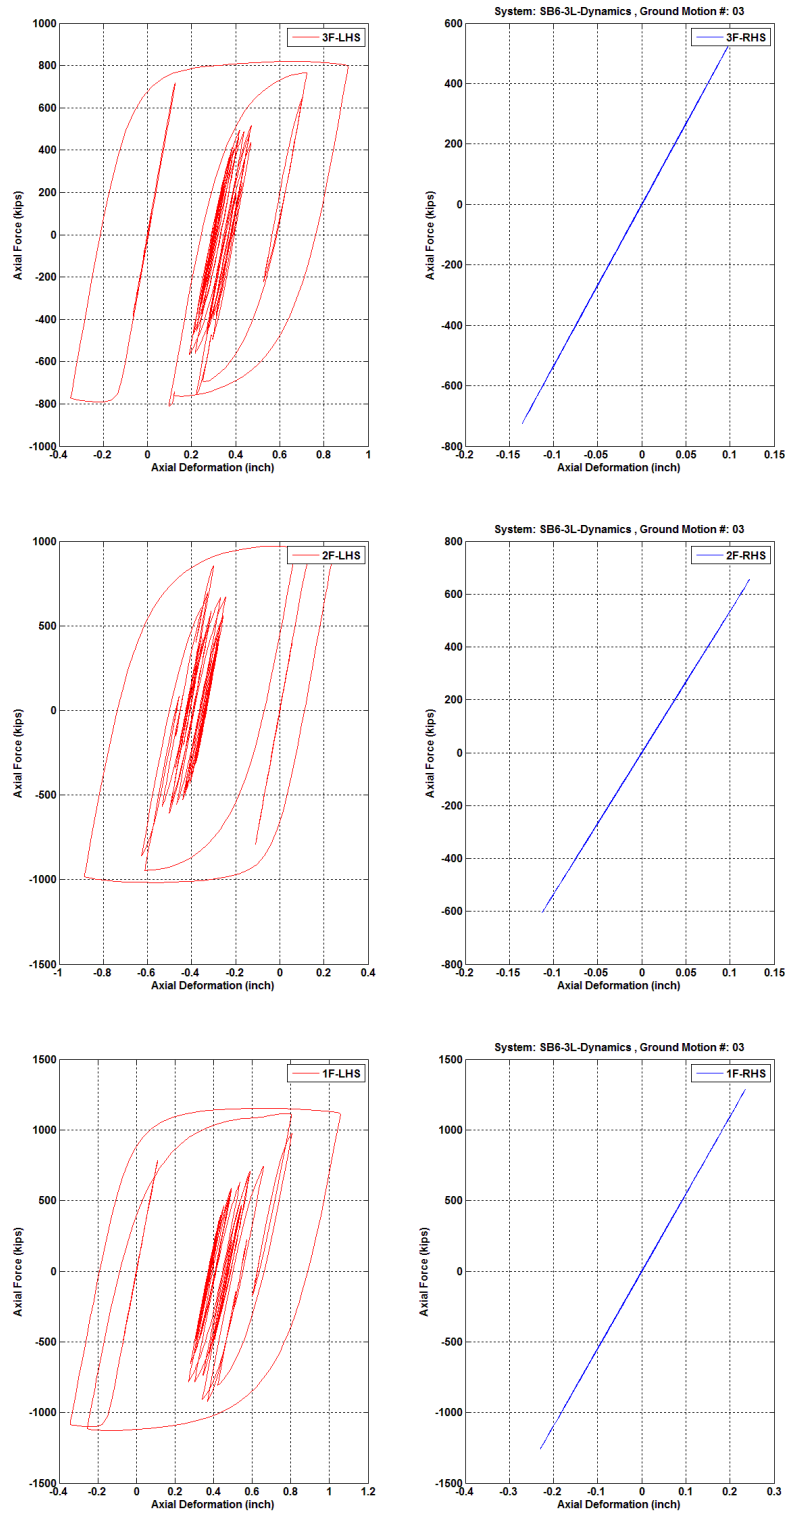 3F-LHS
1000
800
600
400
200
0
-200
-400
-600
-800
-1000
-0.4 -0.2 0 0.2 0.4 0.6 0.8 1
Axial Force (kips)
Axial Deformation (inch)
System: SB6-3L-Dynamics , Ground Motion #: 03
3F-RHS
600
400
200
0
-200
-400
-600
-800
-0.2 -0.15 -0.1 -0.05 0 0.05 0.1 0.15
Axial Force (kips)
Axial Deformation (inch)
2F-LHS
1000
500
0
-500
-1000
-1500
-1 -0.8 -0.6 -0.4 -0.2 0 0.2 0.4
Axial Force (kips)
Axial Deformation (inch)
System: SB6-3L-Dynamics , Ground Motion #: 03
2F-RHS
800
600
400
200
0
-200
-400
-600
-800
-0.2 -0.15 -0.1 -0.05 0 0.05 0.1 0.15
Axial Force (kips)
Axial Deformation (inch)
1F-LHS
1500
1000
500
0
-500
-1000
-1500
-0.4 -0.2 0 0.2 0.4 0.6 0.8 1 1.2
Axial Force (kips)
Axial Deformation (inch)
System: SB6-3L-Dynamics , Ground Motion #: 03
1F-RHS
1500
1000
500
0
-500
-1000
-1500
-0.4 -0.3 -0.2 -0.1 0 0.1 0.2 0.3
Axial Force (kips)
Axial Deformation (inch)